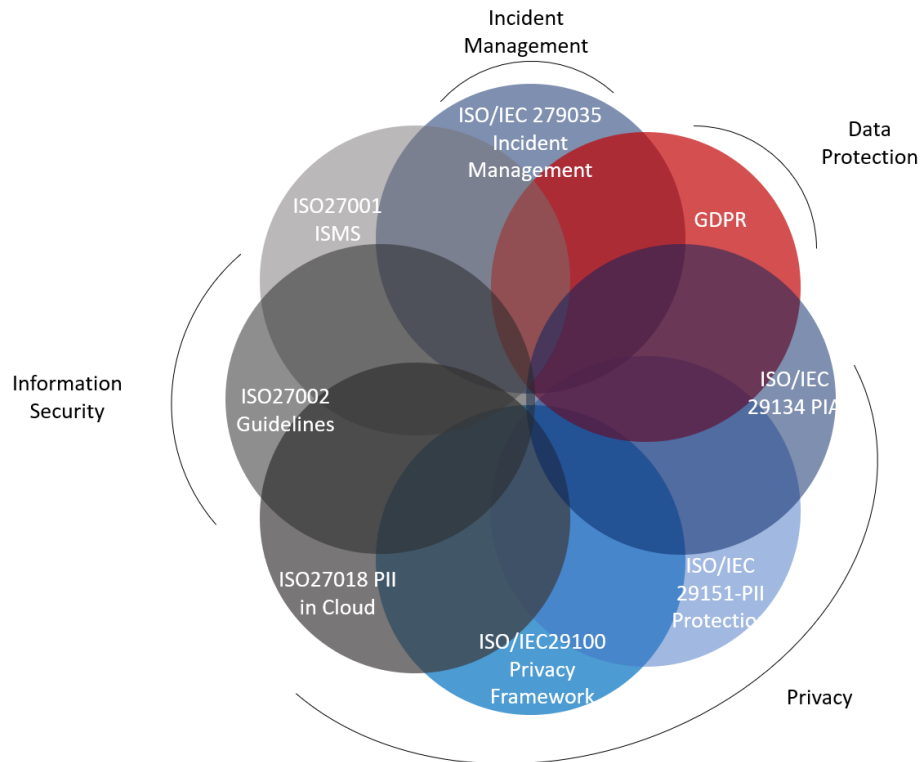 Incident
Management
ISO/IEC 279035
Incident
Management
Data
Protection
ISO27001
ISMS
GDPR
Information
Security
ISO27002
Guidelines
ISO/IEC
29134 PIA
ISO27018 PII
in Cloud
ISO/IEC
29151-PII
Protection
ISO/IEC29100
Privacy
Framework
Privacy